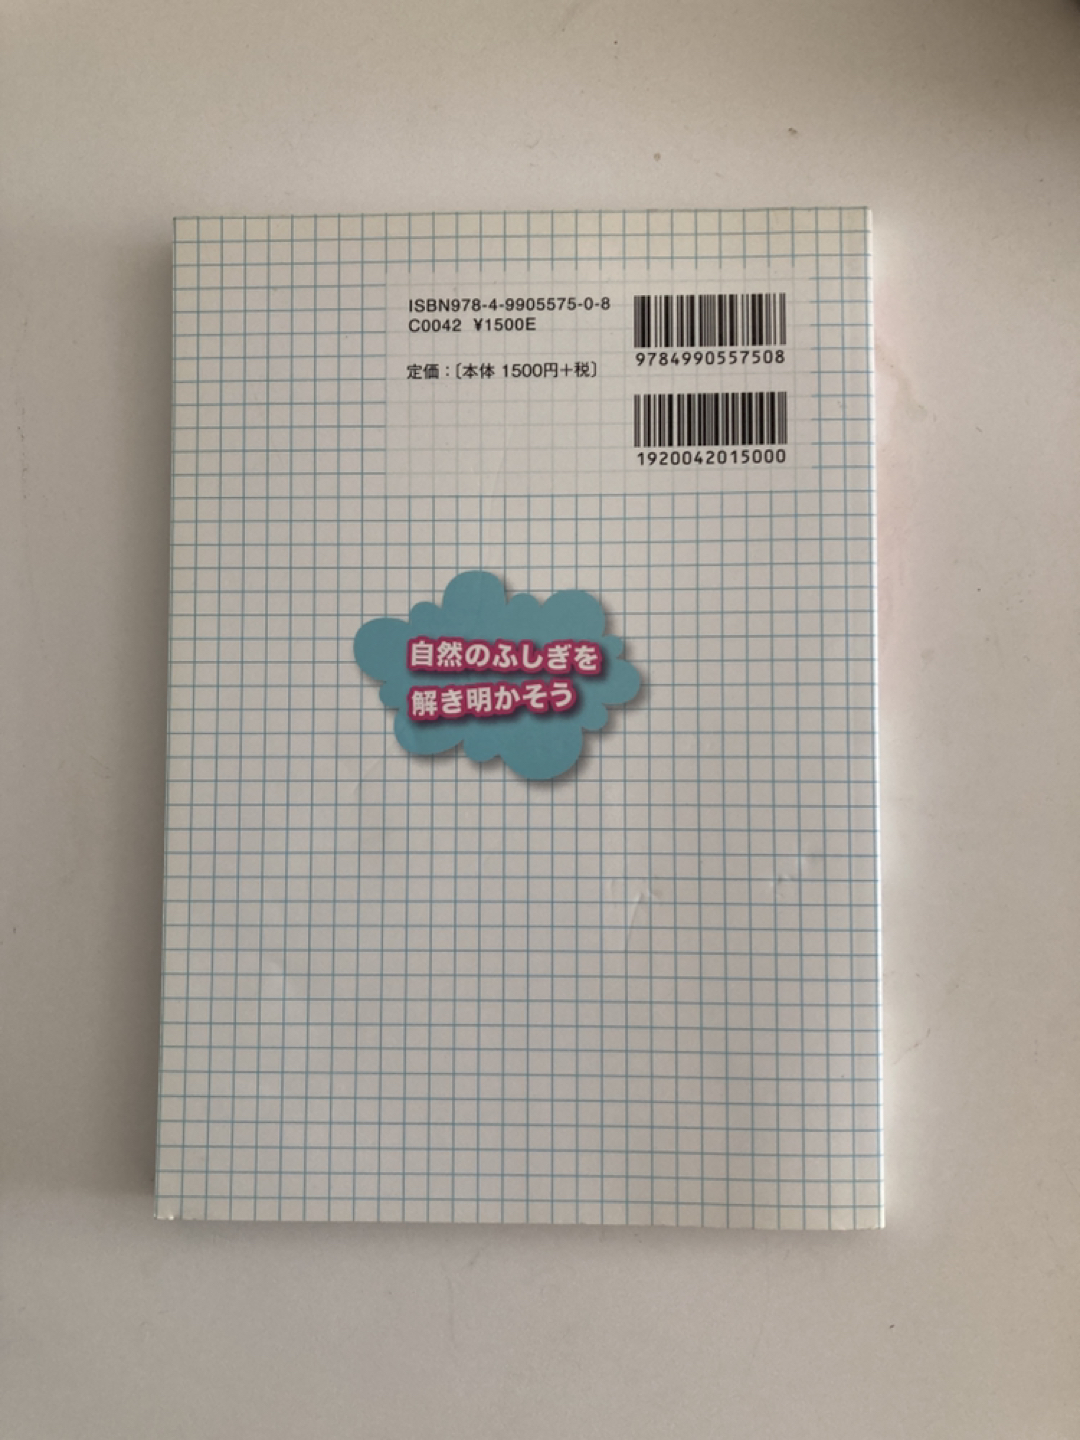 ISBN978-4-9905575-0-8
C0042 ¥1500E
定価：〔本体 1500円+税〕
9784990557508
1920042015000
自然のふしぎを
解き明かそう